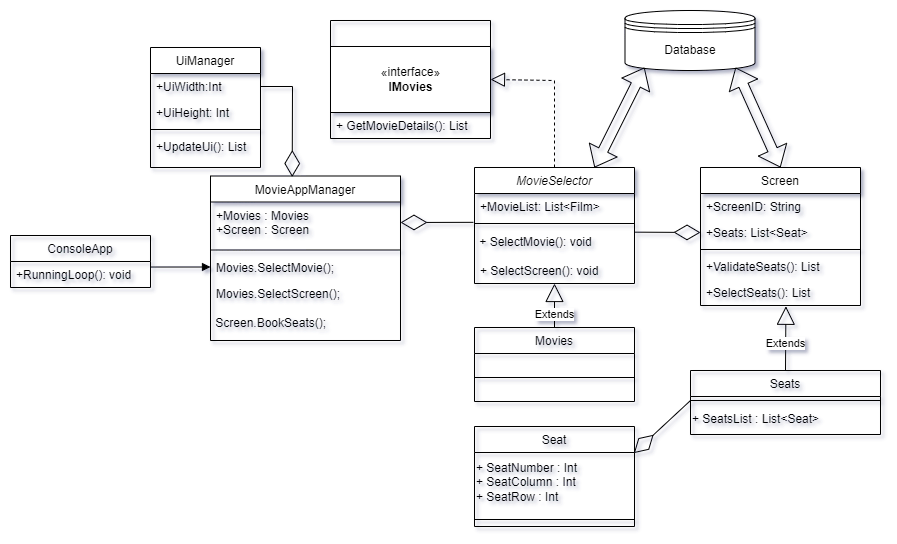 Database
UiManager
+UiWidth:Int
+UiHeight: Int
+UpdateUi(): List
«interface»
IMovies
+ GetMovieDetails(): List
MovieAppManager
+Movies : Movies
+Screen : Screen
Movies.SelectMovie();
Movies.SelectScreen();
Screen.BookSeats();
ConsoleApp
+RunningLoop(): void
MovieSelector
+MovieList: List<Film>
+ SelectMovie(): void
+ SelectScreen(): void
Screen
+ScreenID: String
+Seats: List<Seat>
+ValidateSeats(): List
+SelectSeats(): List
Extends
Movies
Extends
Seats
+ SeatsList : List<Seat>
Seat
+ SeatNumber : Int
+ SeatColumn : Int
+ SeatRow : Int